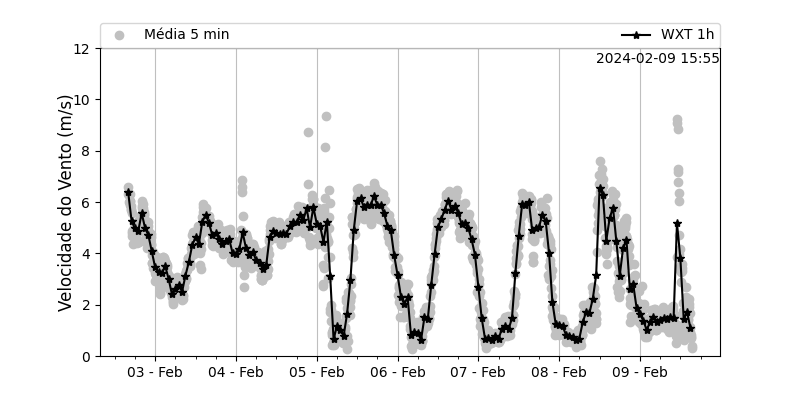 Média 5 min
WXT 1h
2024-02-09 15:55
Velocidade do Vento (m/s)
12
10
8
6
4
2
0
03 - Feb
04 - Feb
05 - Feb
06 - Feb
07 - Feb
08 - Feb
09 - Feb